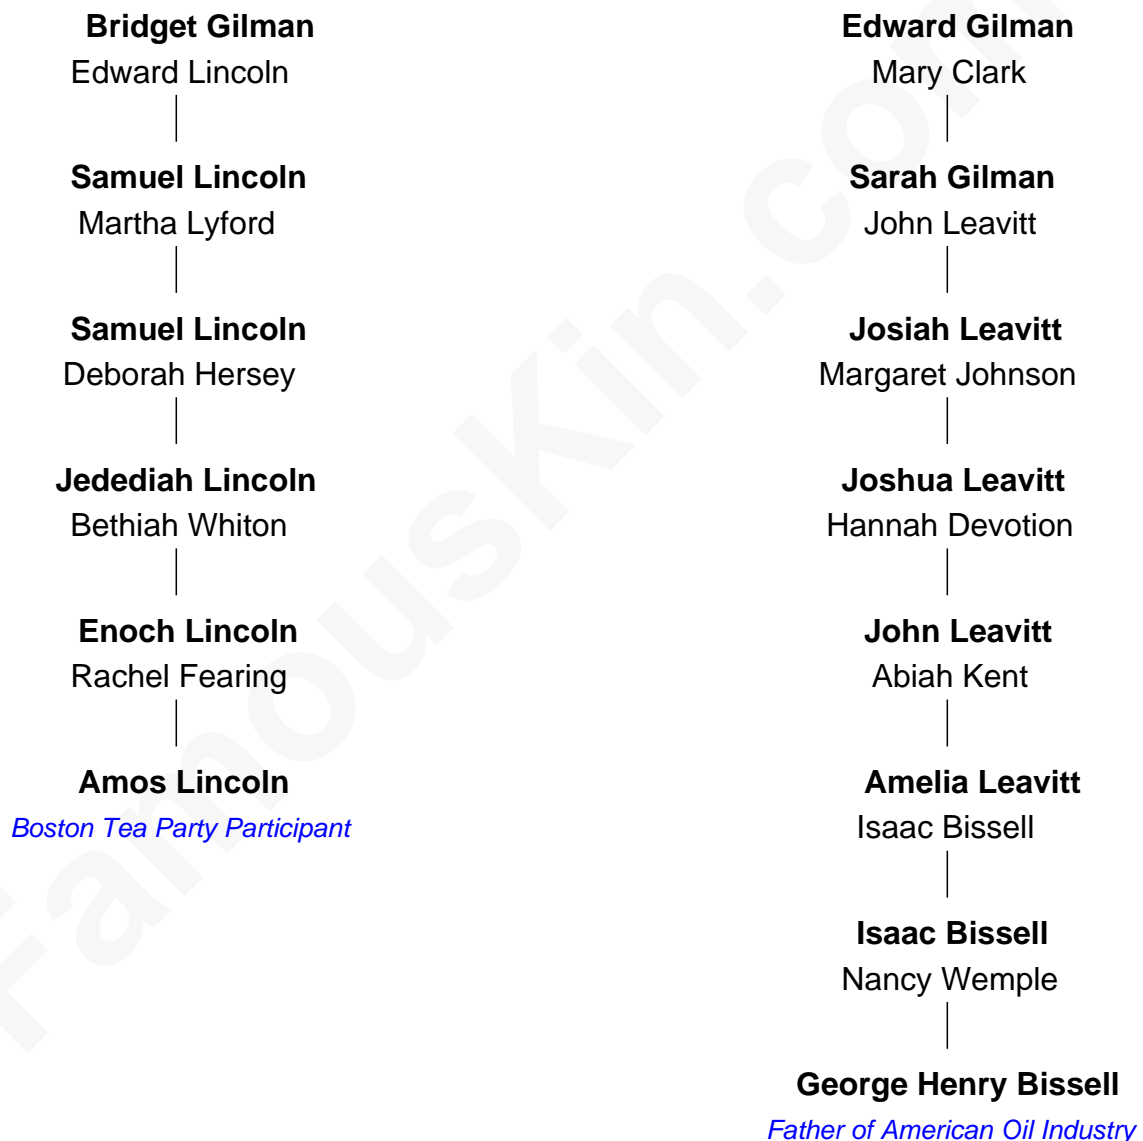 Bridget Gilman
Edward Lincoln
Samuel Lincoln
Martha Lyford
Samuel Lincoln
Deborah Hersey
Jedediah Lincoln
Bethiah Whiton
Enoch Lincoln
Rachel Fearing
Amos Lincoln
Boston Tea Party Participant
Edward Gilman
Mary Clark
Sarah Gilman
John Leavitt
Josiah Leavitt
Margaret Johnson
Joshua Leavitt
Hannah Devotion
John Leavitt
Abiah Kent
Amelia Leavitt
Isaac Bissell
Isaac Bissell
Nancy Wemple
George Henry Bissell
Father of American Oil Industry
FamousKin.com